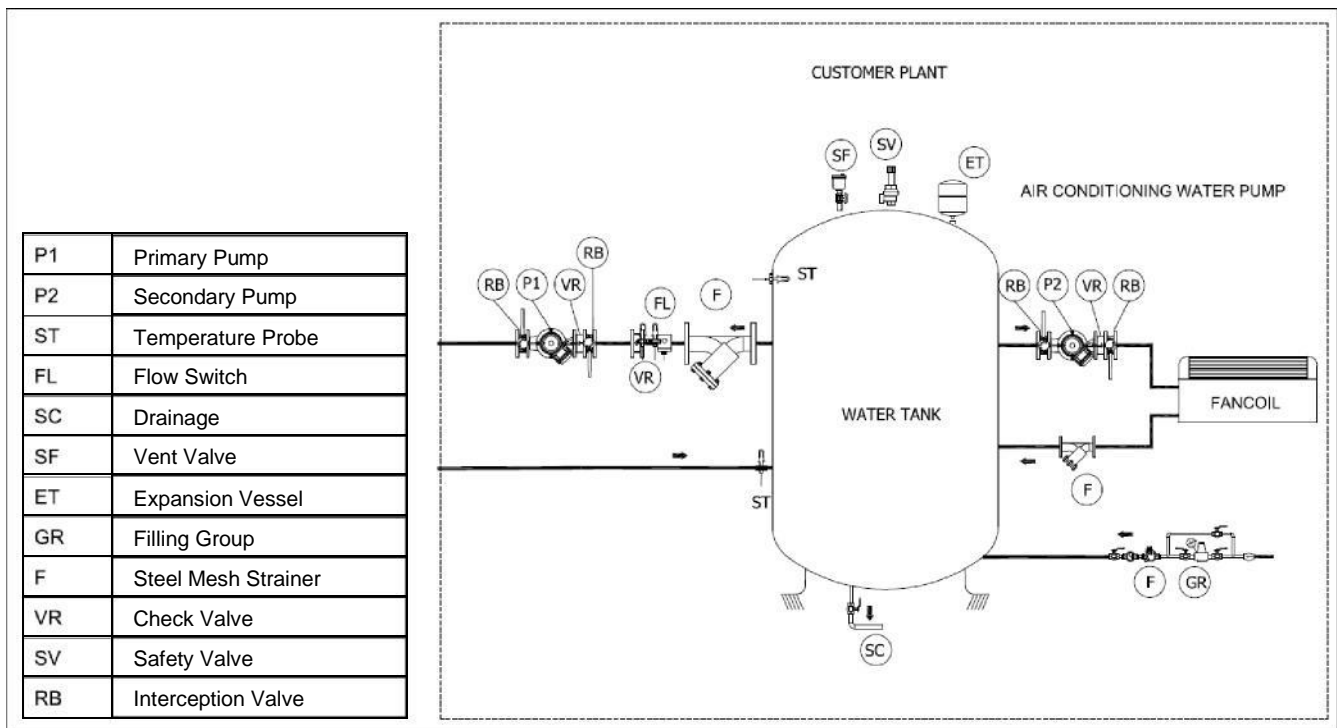 P1 Primary Pump
P2 Secondary Pump
ST Temperature Probe
FL Flow Switch
SC Drainage
SF Vent Valve
ET Expansion Vessel
GR Filling Group
F Steel Mesh Strainer
VR Check Valve
SV Safety Valve
RB Interception Valve
CUSTOMER PLANT
SF
SV
ET
AIR CONDITIONING WATER PUMP
RB
P1
VR
RB
FL
F
ST
VR
RB
P2
VR
RB
WATER TANK
FANCOIL
ST
F
F
GR
SC